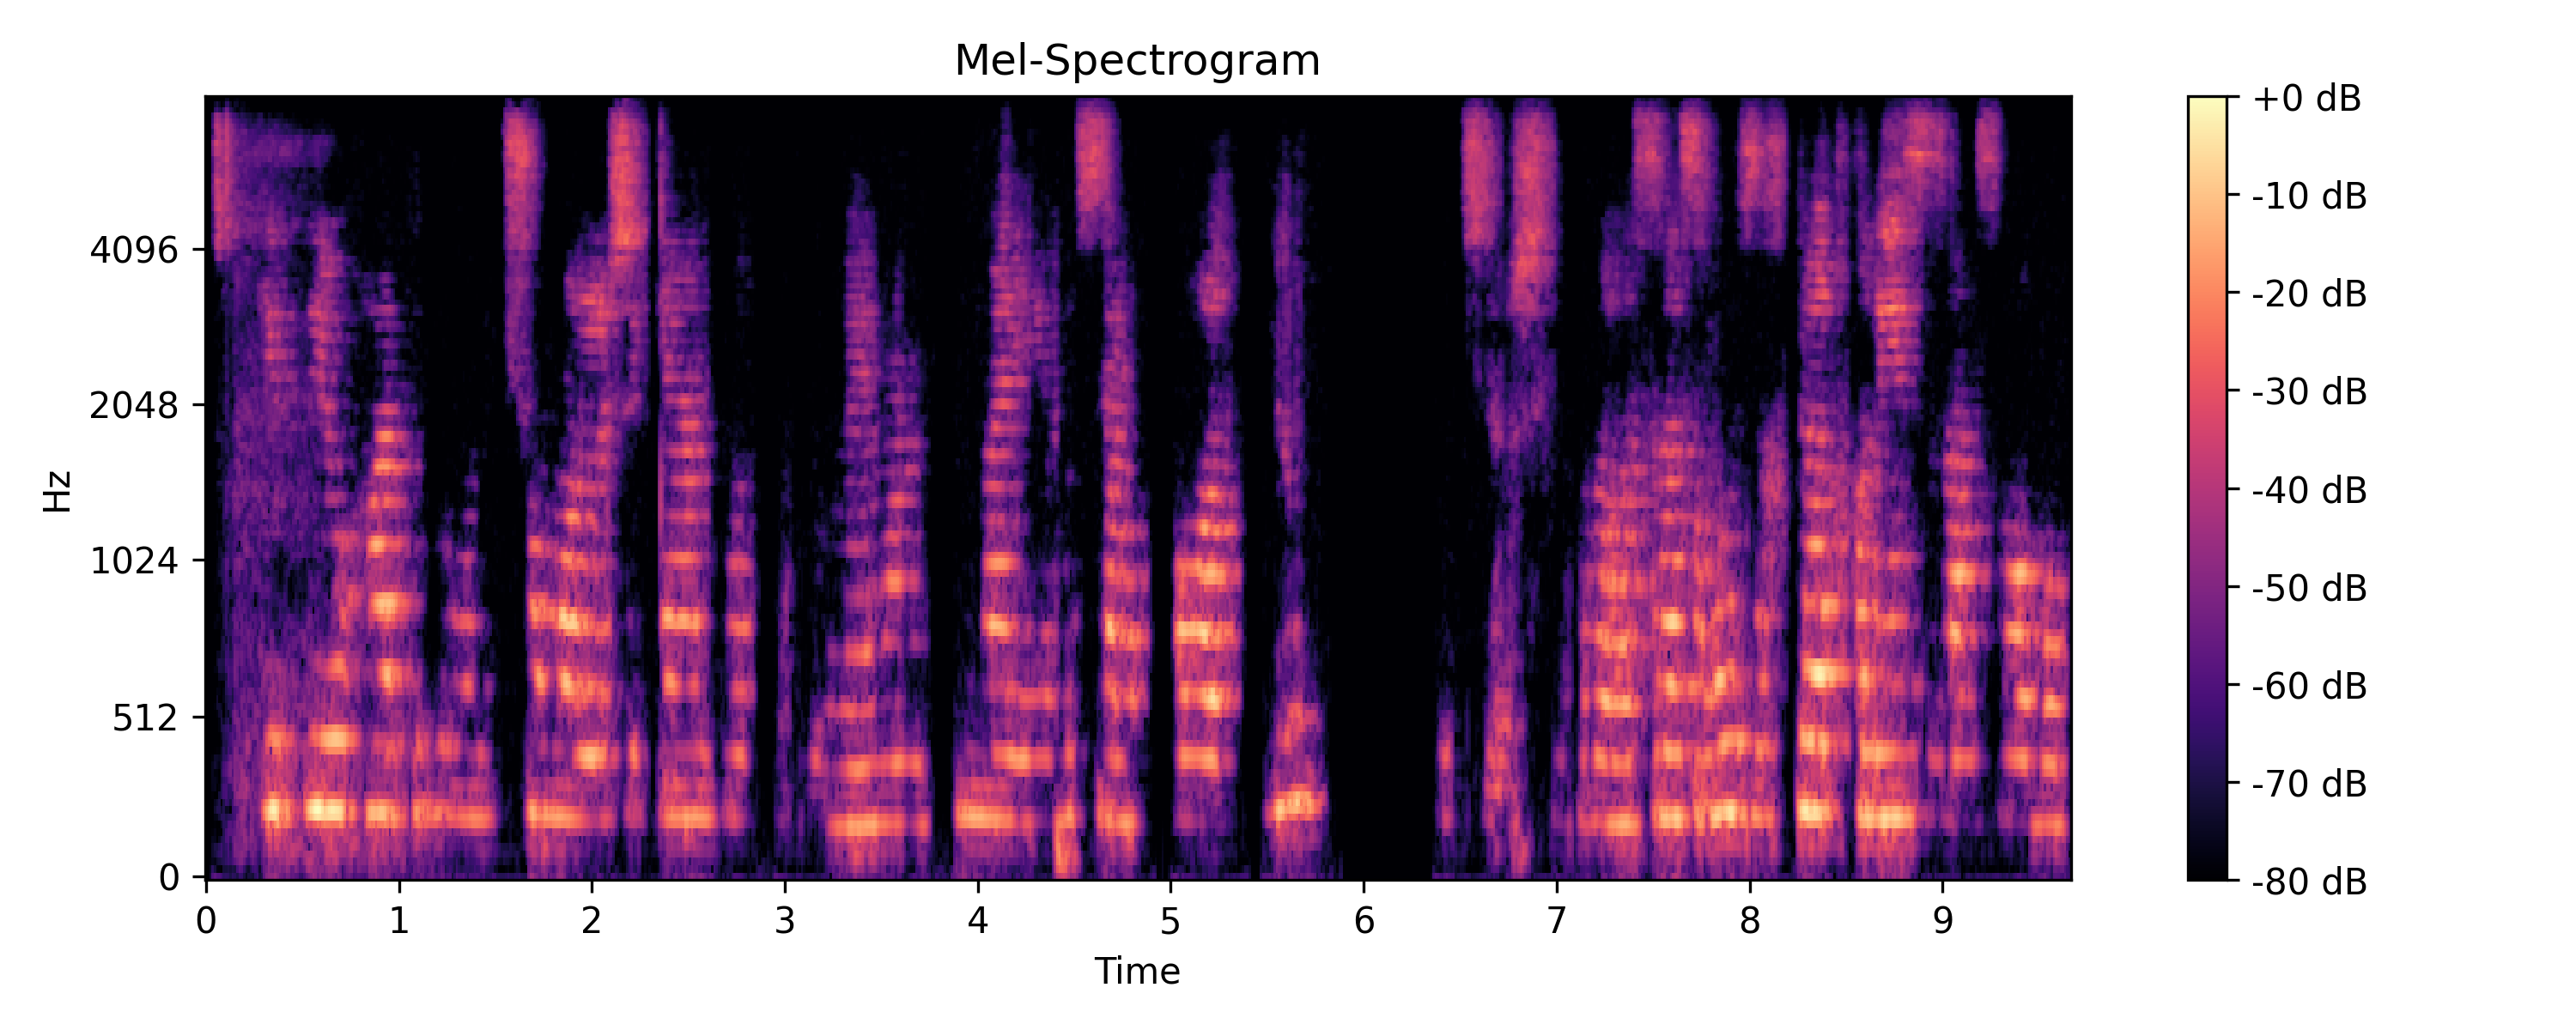 Mel-Spectrogram
Hz
4096
2048
1024
512
0
0 1 2 3 4 5 6 7 8 9
Time
+0 dB
-10 dB
-20 dB
-30 dB
-40 dB
-50 dB
-60 dB
-70 dB
-80 dB